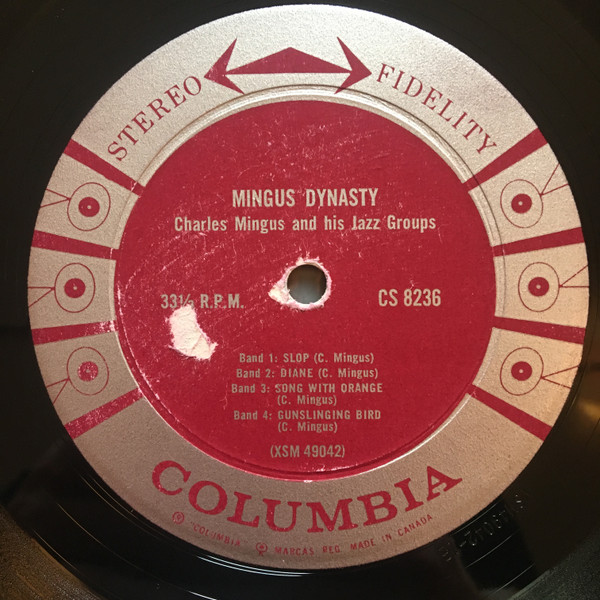 STEREO FIDELITY
MINGUS DYNASTY
Charles Mingus and his Jazz Groups
33⅓ R.P.M. CS 8236
Band 1: SLOP (C. Mingus)
Band 2: DIANE (C. Mingus)
Band 3: SONG WITH ORANGE
(C. Mingus)
Band 4: GUNSLINGING BIRD
(C. Mingus)
(XSM 49042)
COLUMBIA
"COLUMBIA" MARCAS REG. MADE IN CANADA